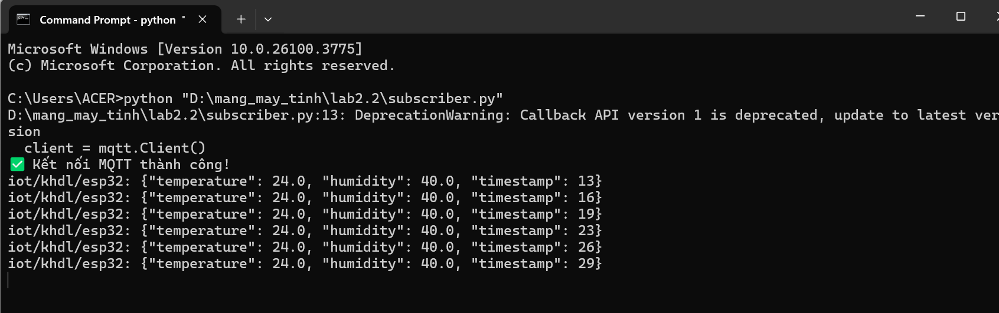 Command Prompt - python "
Microsoft Windows [Version 10.0.26100.3775]
(c) Microsoft Corporation. All rights reserved.
C:\Users\ACER>python "D:\mang_may_tinh\lab2.2\subscriber.py"
D:\mang_may_tinh\lab2.2\subscriber.py:13: DeprecationWarning: Callback API version 1 is deprecated, update to latest ver
sion
  client = mqtt.Client()
✅ Kết nối MQTT thành công!
iot/khdl/esp32: {"temperature": 24.0, "humidity": 40.0, "timestamp": 13}
iot/khdl/esp32: {"temperature": 24.0, "humidity": 40.0, "timestamp": 16}
iot/khdl/esp32: {"temperature": 24.0, "humidity": 40.0, "timestamp": 19}
iot/khdl/esp32: {"temperature": 24.0, "humidity": 40.0, "timestamp": 23}
iot/khdl/esp32: {"temperature": 24.0, "humidity": 40.0, "timestamp": 26}
iot/khdl/esp32: {"temperature": 24.0, "humidity": 40.0, "timestamp": 29}